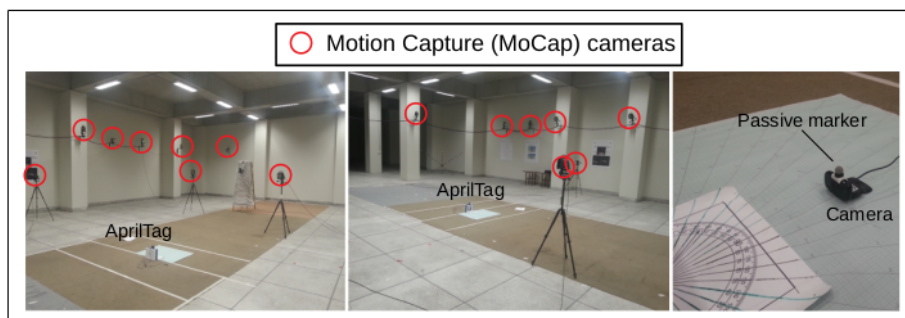 Motion Capture (MoCap) cameras
AprilTag
AprilTag
Passive marker
Camera